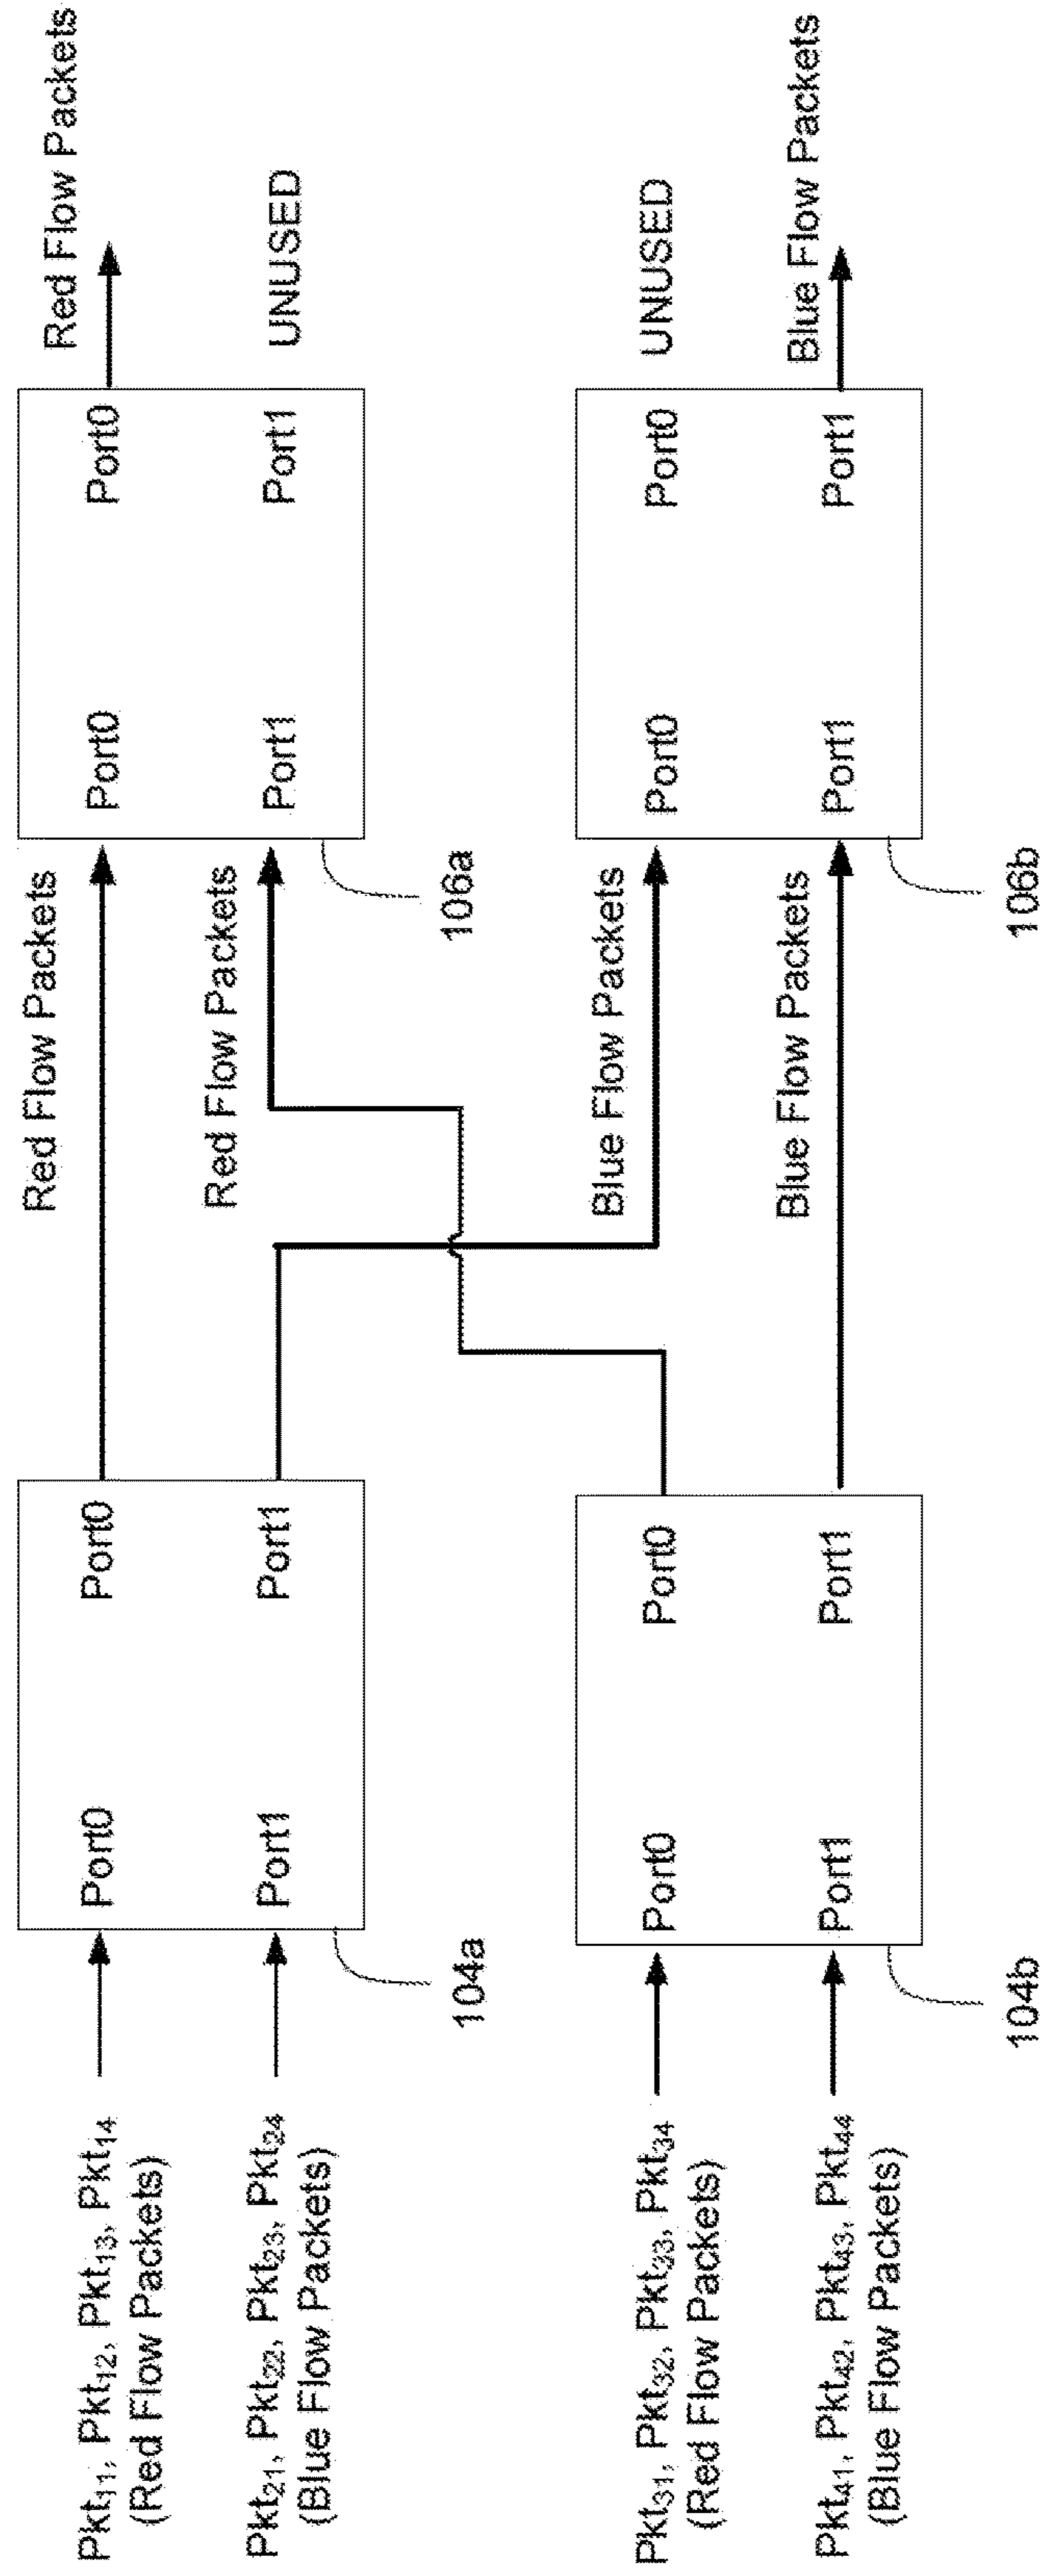 Pkt11, Pkt12, Pkt13, Pkt14
(Red Flow Packets)
Port0
Port0
Red Flow Packets
Port0
Port0
Red Flow Packets
Pkt21, Pkt22, Pkt23, Pkt24
(Blue Flow Packets)
Port1
Port1
Red Flow Packets
Port1
Port1
UNUSED
104a
106a
Pkt31, Pkt32, Pkt33, Pkt34
(Red Flow Packets)
Port0
Port0
Blue Flow Packets
Port0
Port0
UNUSED
Pkt41, Pkt42, Pkt43, Pkt44
(Blue Flow Packets)
Port1
Port1
Blue Flow Packets
Port1
Port1
Blue Flow Packets
104b
106b